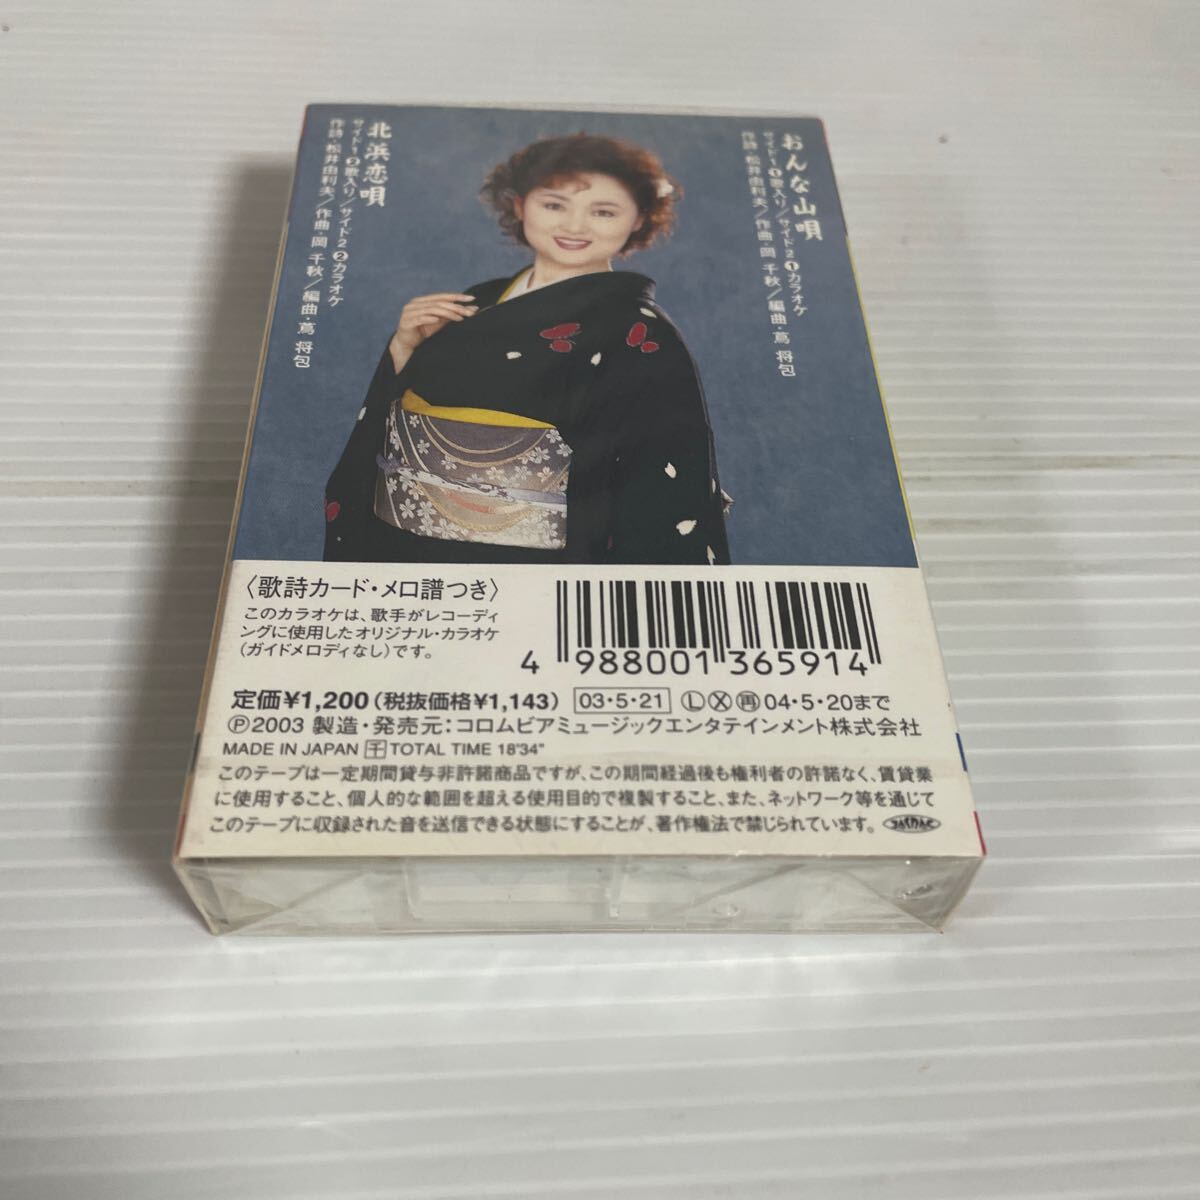 おんな山唄
サイド1❶歌入り/サイド2❶カラオケ
作詩・松井由利夫/作曲・岡 千秋/編曲・蔦 将包
北浜恋唄
サイド1❷歌入り/サイド2❷カラオケ
作詩・松井由利夫/作曲・岡 千秋/編曲・蔦 将包
〈歌詩カード・メロ譜つき〉
このカラオケは、歌手がレコーディ
ングに使用したオリジナル・カラオケ
(ガイドメロディなし)です。
4 988001 365914
定価¥1,200(税抜価格¥1,143) 03・5・21 Ⓛ Ⓧ ㊢ 04・5・20まで
Ⓟ2003 製造・発売元:コロムビアミュージックエンタテインメント株式会社
MADE IN JAPAN 干 TOTAL TIME 18'34"
このテープは一定期間貸与非許諾商品ですが、この期間経過後も権利者の許諾なく、賃貸業
に使用すること、個人的な範囲を超える使用目的で複製すること、また、ネットワーク等を通じて
このテープに収録された音を送信できる状態にすることが、著作権法で禁じられています。 JASRAC